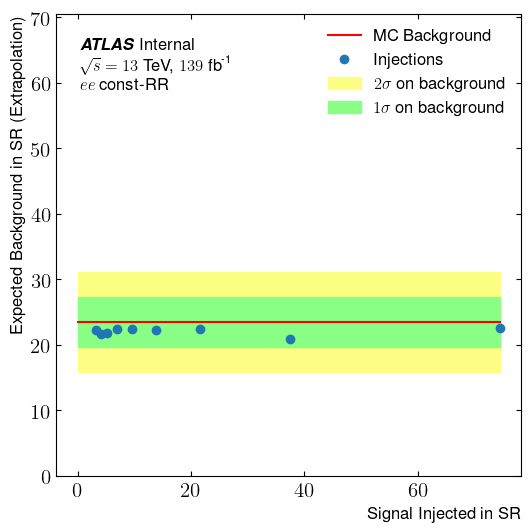 ATLAS Internal
√s = 13 TeV, 139 fb⁻¹
ee const-RR
MC Background
Injections
2σ on background
1σ on background
Expected Background in SR (Extrapolation)
70
60
50
40
30
20
10
0
0 20 40 60
Signal Injected in SR